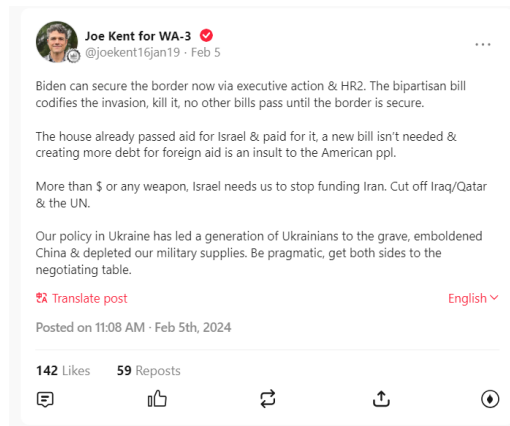 Joe Kent for WA-3
@joekent16jan19 · Feb 5
Biden can secure the border now via executive action & HR2. The bipartisan bill
codifies the invasion, kill it, no other bills pass until the border is secure.
The house already passed aid for Israel & paid for it, a new bill isn't needed &
creating more debt for foreign aid is an insult to the American ppl.
More than $ or any weapon, Israel needs us to stop funding Iran. Cut off Iraq/Qatar
& the UN.
Our policy in Ukraine has led a generation of Ukrainians to the grave, emboldened
China & depleted our military supplies. Be pragmatic, get both sides to the
negotiating table.
Translate post English
Posted on 11:08 AM · Feb 5th, 2024
142 Likes 59 Reposts